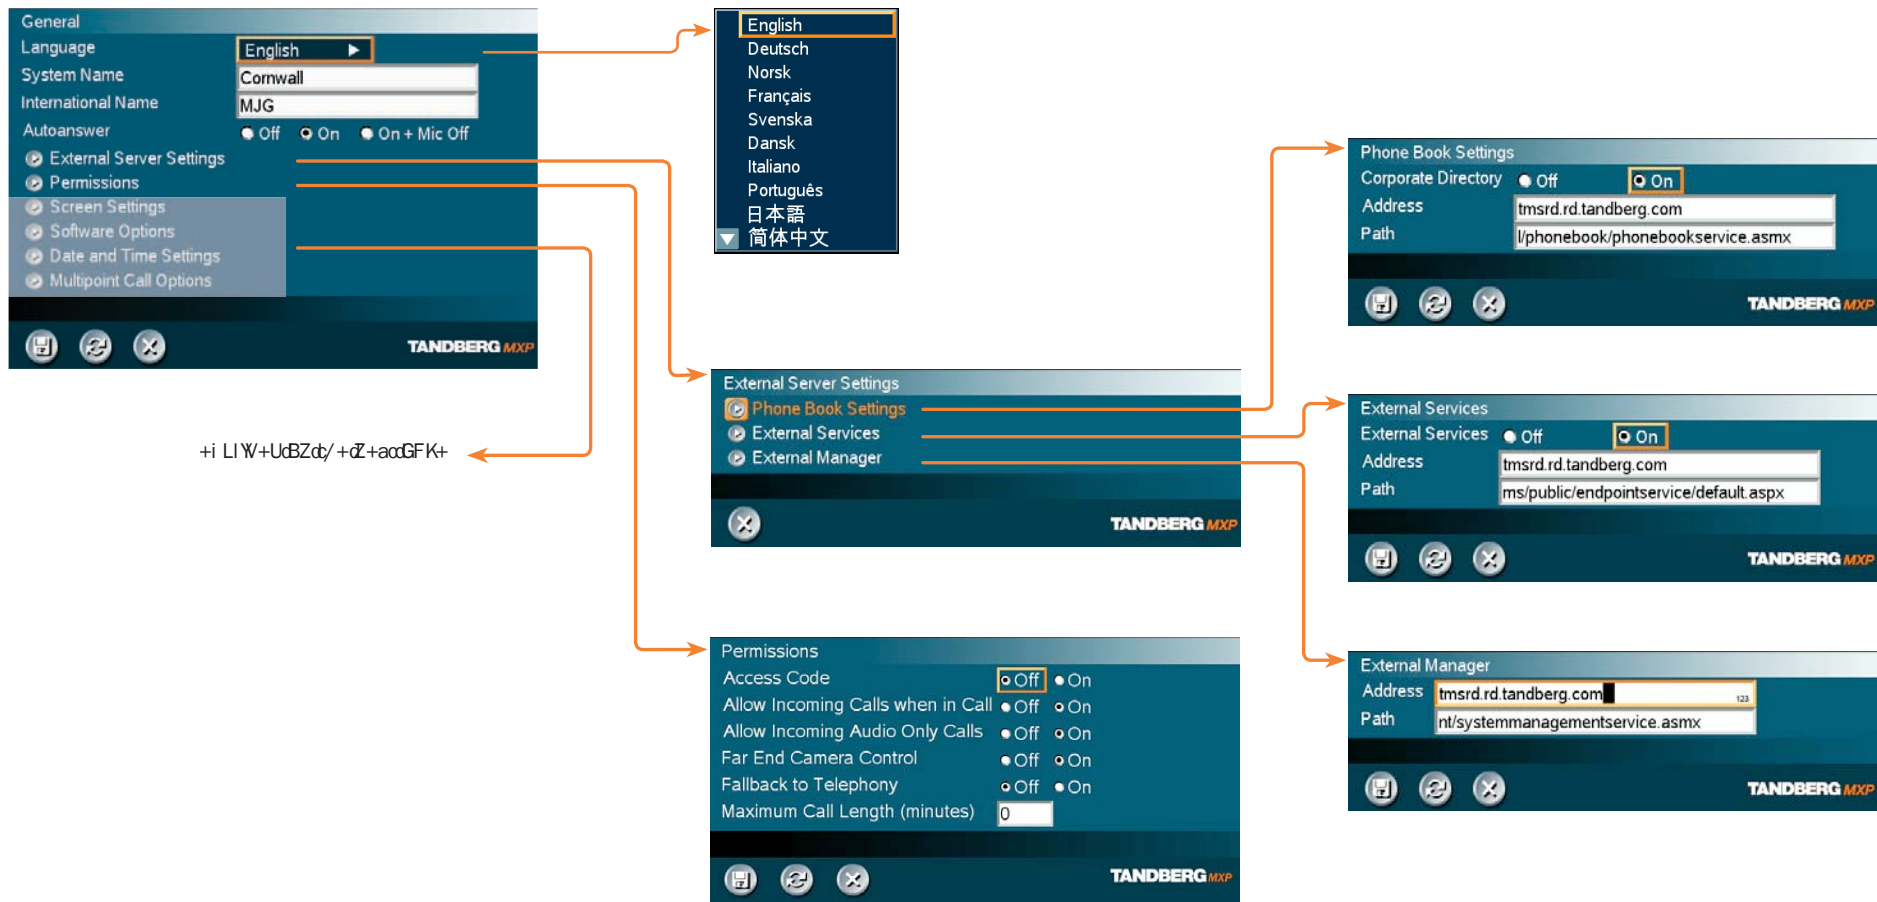 General
Language English
System Name Cornwall
International Name MJG
Autoanswer Off On On + Mic Off
External Server Settings
Permissions
Screen Settings
Software Options
Date and Time Settings
Multipoint Call Options
TANDBERG MXP
English
Deutsch
Norsk
Français
Svenska
Dansk
Italiano
Português
日本語
简体中文
External Server Settings
Phone Book Settings
External Services
External Manager
TANDBERG MXP
Permissions
Access Code Off On
Allow Incoming Calls when in Call Off On
Allow Incoming Audio Only Calls Off On
Far End Camera Control Off On
Fallback to Telephony Off On
Maximum Call Length (minutes) 0
TANDBERG MXP
Phone Book Settings
Corporate Directory Off On
Address tmsrd.rd.tandberg.com
Path l/phonebook/phonebookservice.asmx
TANDBERG MXP
External Services
External Services Off On
Address tmsrd.rd.tandberg.com
Path ms/public/endpointservice/default.aspx
TANDBERG MXP
External Manager
Address tmsrd.rd.tandberg.com 123
Path nt/systemmanagementservice.asmx
TANDBERG MXP